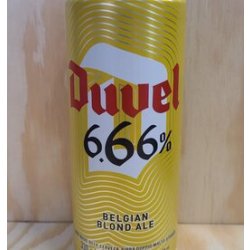 Duvel
6.66%
BELGIAN
BLOND ALE